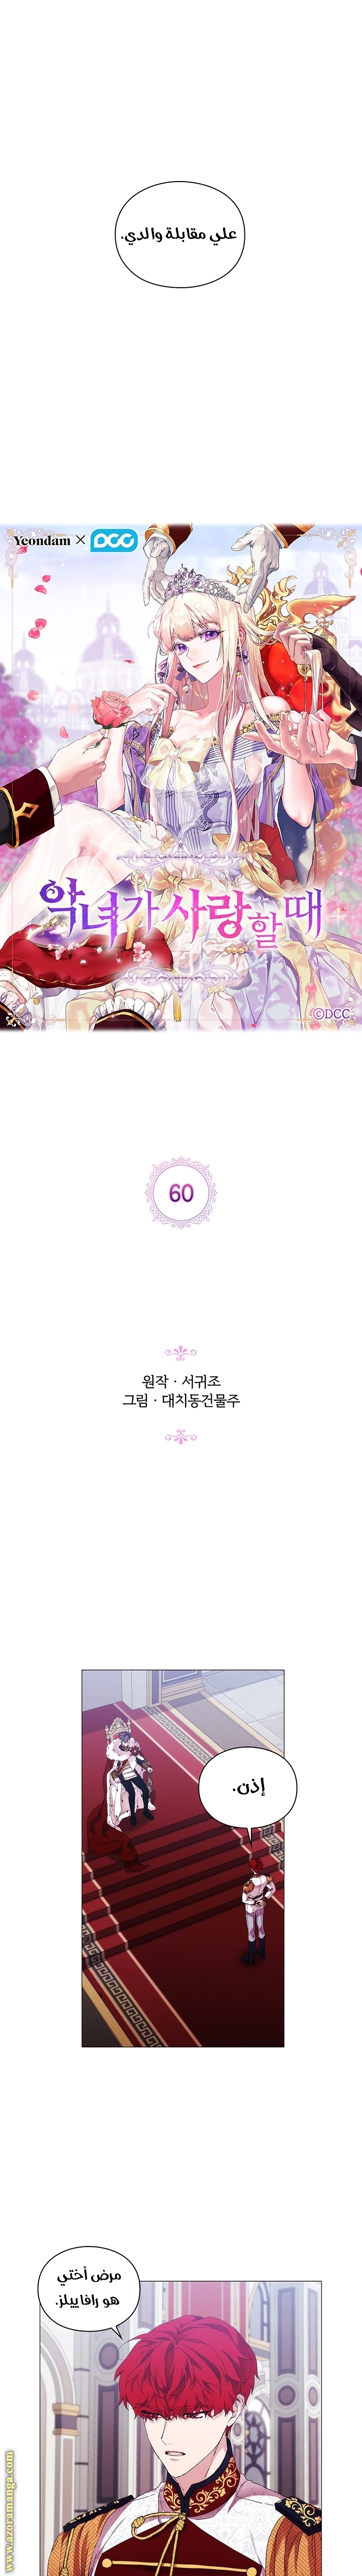 علي مقابلة والدي.
Yeondam × DCC
악녀가 사랑할 때
©DCC
60
원작 · 서귀조
그림 · 대치동건물주
إذن.
مرض أختي
هو رافاييلز.
www.azoramanga.com